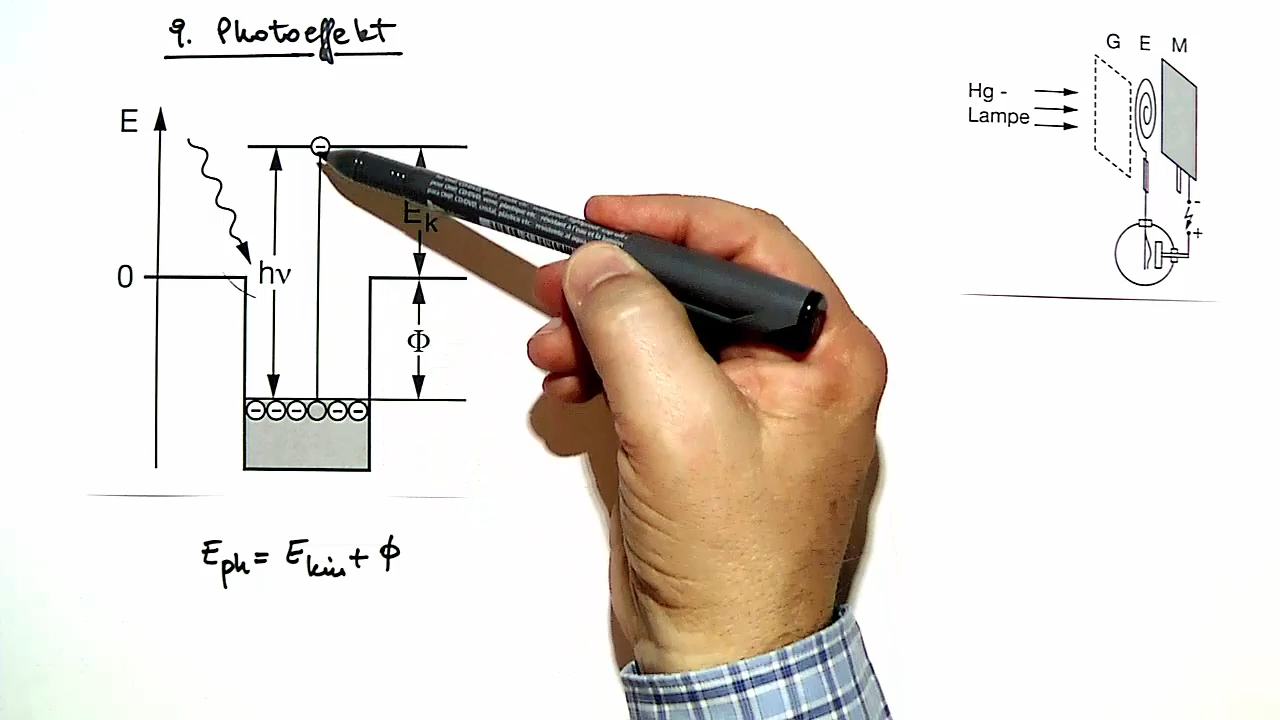 9. Photoeffekt
G E M
Hg -
Lampe
-
+
E
Ek
0
hν
Φ
Eph = Ekin + ϕ